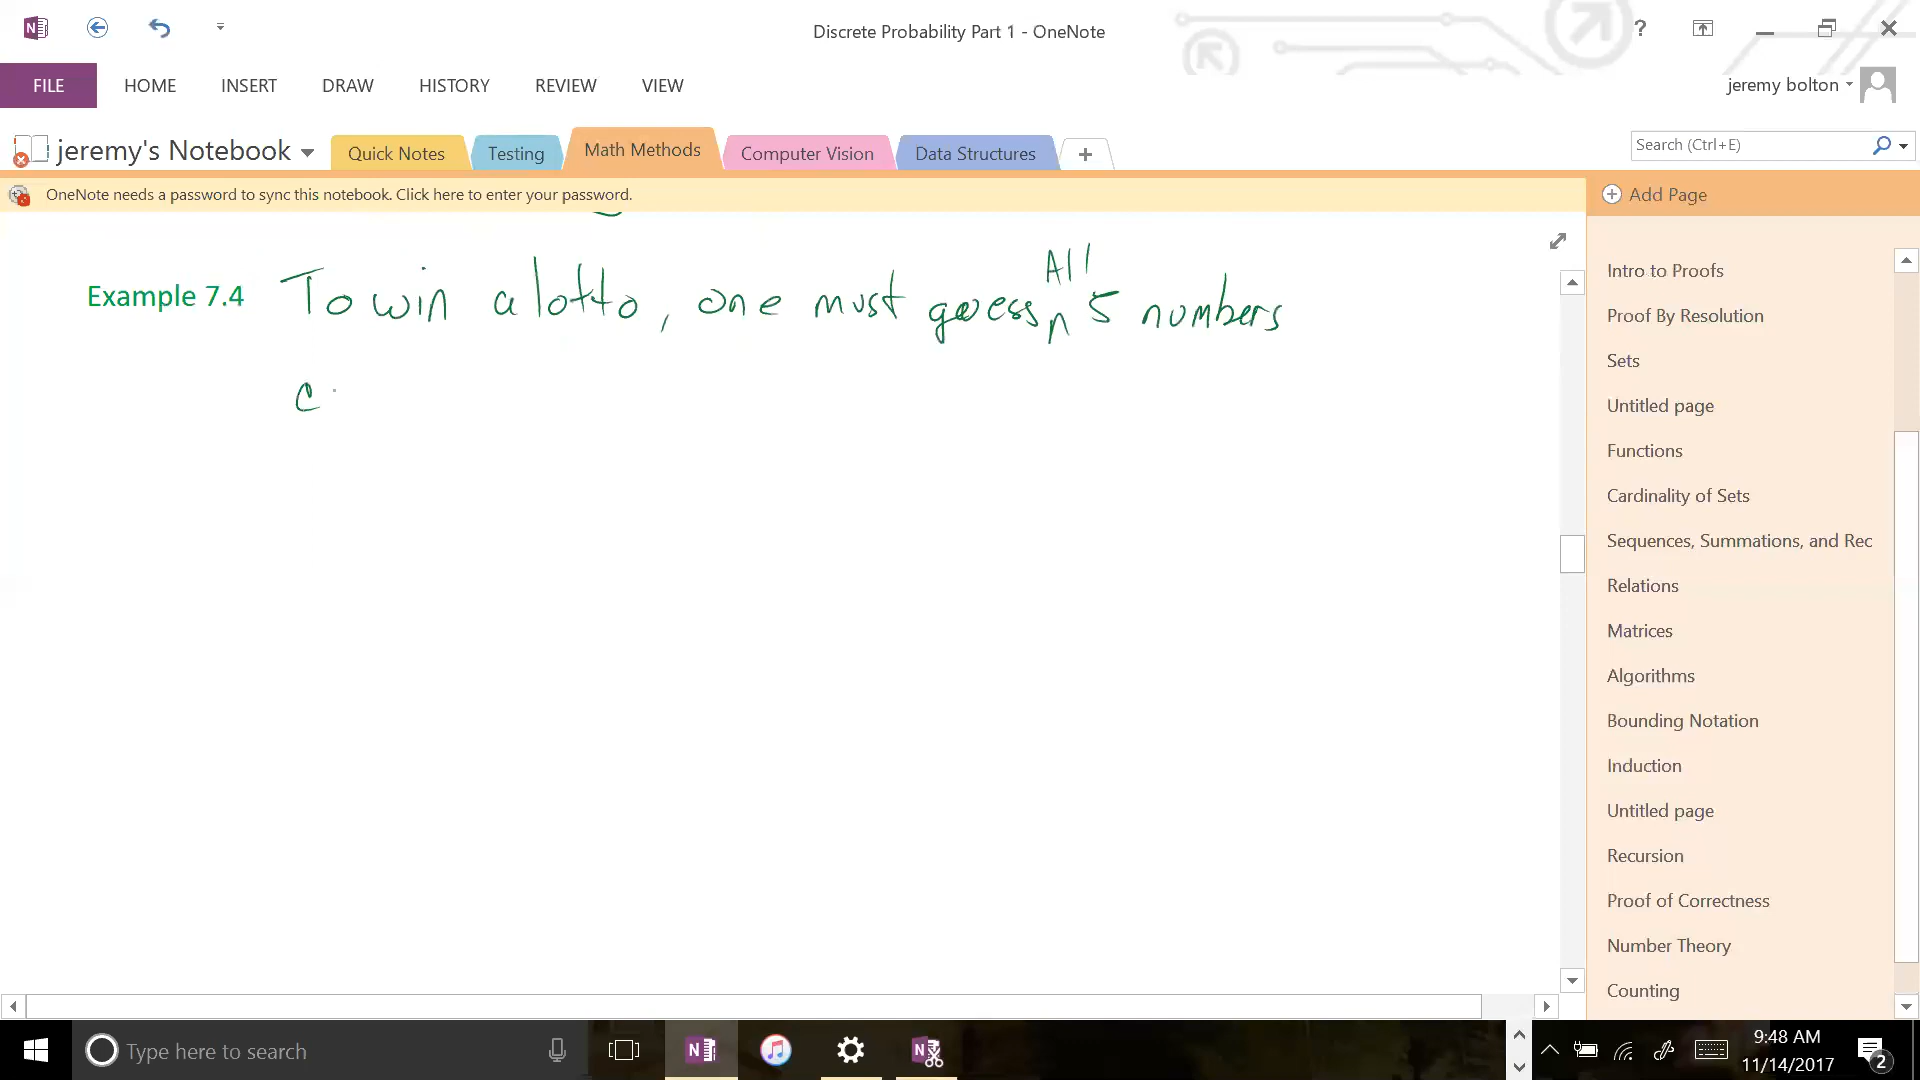 Discrete Probability Part 1 - OneNote
?
FILE HOME INSERT DRAW HISTORY REVIEW VIEW
jeremy bolton
jeremy's Notebook Quick Notes Testing Math Methods Computer Vision Data Structures +
Search (Ctrl+E)
OneNote needs a password to sync this notebook. Click here to enter your password.
Add Page
All
Example 7.4 To win a lotto, one must guess 5 numbers
c
Intro to Proofs
Proof By Resolution
Sets
Untitled page
Functions
Cardinality of Sets
Sequences, Summations, and Rec
Relations
Matrices
Algorithms
Bounding Notation
Induction
Untitled page
Recursion
Proof of Correctness
Number Theory
Counting
Type here to search
9:48 AM
11/14/2017
2